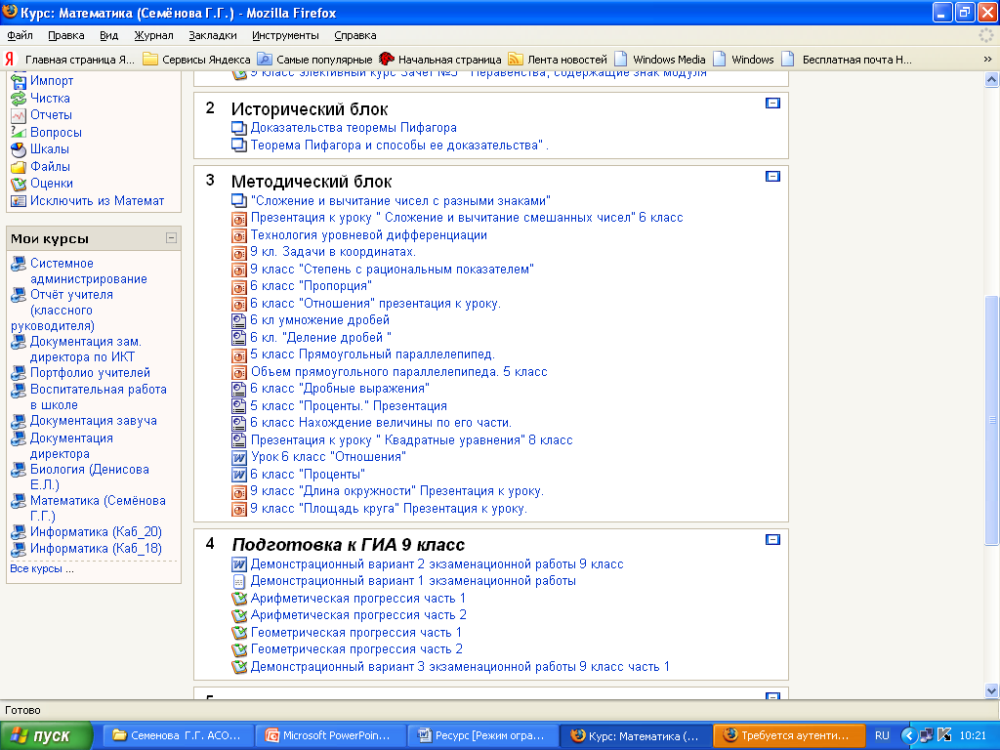 Курс: Математика (Семёнова Г.Г.) - Mozilla Firefox
Файл Правка Вид Журнал Закладки Инструменты Справка
Главная страница Я... Сервисы Яндекса Самые популярные Начальная страница Лента новостей Windows Media Windows Бесплатная почта Н... »
Импорт
Чистка
Отчеты
Вопросы
Шкалы
Файлы
Оценки
Исключить из Математ
Мои курсы
Системное
администрирование
Отчёт учителя
(классного
руководителя)
Документация зам.
директора по ИКТ
Портфолио учителей
Воспитательная работа
в школе
Документация завуча
Документация
директора
Биология (Денисова
Е.Л.)
Математика (Семёнова
Г.Г.)
Информатика (Каб_20)
Информатика (Каб_18)
Все курсы ...
9 класс элективный курс Зачет №5 " Неравенства, содержащие знак модуля
2 Исторический блок
Доказательства теоремы Пифагора
Теорема Пифагора и способы ее доказательства" .
3 Методический блок
"Сложение и вычитание чисел с разными знаками"
Презентация к уроку " Сложение и вычитание смешанных чисел" 6 класс
Технология уровневой дифференциации
9 кл. Задачи в координатах.
9 класс "Степень с рациональным показателем"
6 класс "Пропорция"
6 класс "Отношения" презентация к уроку.
6 кл умножение дробей
6 кл. "Деление дробей "
5 класс Прямоугольный параллелепипед.
Объем прямоугольного параллелепипеда. 5 класс
6 класс "Дробные выражения"
5 класс "Проценты." Презентация
6 класс Нахождение величины по его части.
Презентация к уроку " Квадратные уравнения" 8 класс
Урок 6 класс "Отношения"
6 класс "Проценты"
9 класс "Длина окружности" Презентация к уроку.
9 класс "Площадь круга" Презентация к уроку.
4 Подготовка к ГИА 9 класс
Демонстрационный вариант 2 экзаменационной работы 9 класс
Демонстрационный вариант 1 экзаменационной работы
Арифметическая прогрессия часть 1
Арифметическая прогрессия часть 2
Геометрическая прогрессия часть 1
Геометрическая прогрессия часть 2
Демонстрационный вариант 3 экзаменационной работы 9 класс часть 1
5
Готово
пуск Семенова Г.Г. АСО... Microsoft PowerPoin... Ресурс [Режим огра... Курс: Математика (... Требуется аутенти... RU 10:21